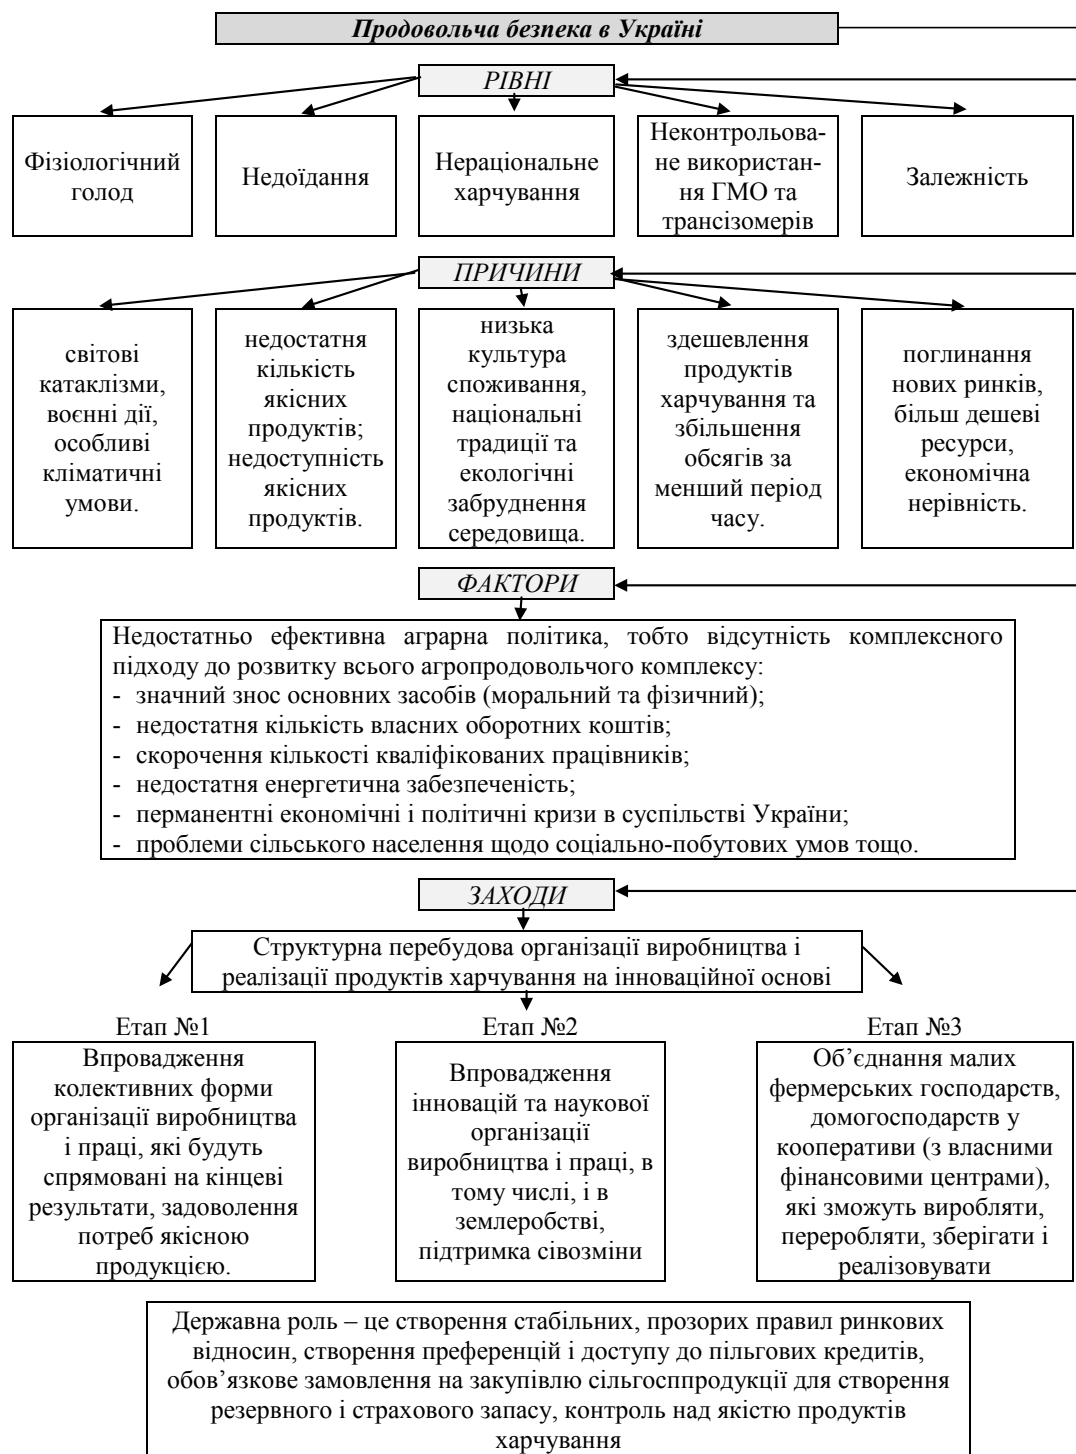 Продовольча безпека в Україні
РІВНІ
Фізіологічний
голод
Недоїдання
Нераціональне
харчування
Неконтрольова-
не використан-
ня ГМО та
трансізомерів
Залежність
ПРИЧИНИ
світові
катаклізми,
воєнні дії,
особливі
кліматичні
умови.
недостатня
кількість
якісних
продуктів;
недоступність
якісних
продуктів.
низька
культура
споживання,
національні
традиції та
екологічні
забруднення
середовища.
здешевлення
продуктів
харчування та
збільшення
обсягів за
менший період
часу.
поглинання
нових ринків,
більш дешеві
ресурси,
економічна
нерівність.
ФАКТОРИ
Недостатньо ефективна аграрна політика, тобто відсутність комплексного
підходу до розвитку всього агропродовольчого комплексу:
- значний знос основних засобів (моральний та фізичний);
- недостатня кількість власних оборотних коштів;
- скорочення кількості кваліфікованих працівників;
- недостатня енергетична забезпеченість;
- перманентні економічні і політичні кризи в суспільстві України;
- проблеми сільського населення щодо соціально-побутових умов тощо.
ЗАХОДИ
Структурна перебудова організації виробництва і
реалізації продуктів харчування на інноваційної основі
Етап №1
Впровадження
колективних форми
організації виробництва
і праці, які будуть
спрямовані на кінцеві
результати, задоволення
потреб якісною
продукцією.
Етап №2
Впровадження
інновацій та наукової
організації
виробництва і праці, в
тому числі, і в
землеробстві,
підтримка сівозміни
Етап №3
Об’єднання малих
фермерських господарств,
домогосподарств у
кооперативи (з власними
фінансовими центрами),
які зможуть виробляти,
переробляти, зберігати і
реалізовувати
Державна роль – це створення стабільних, прозорих правил ринкових
відносин, створення преференцій і доступу до пільгових кредитів,
обов’язкове замовлення на закупівлю сільгосппродукції для створення
резервного і страхового запасу, контроль над якістю продуктів
харчування